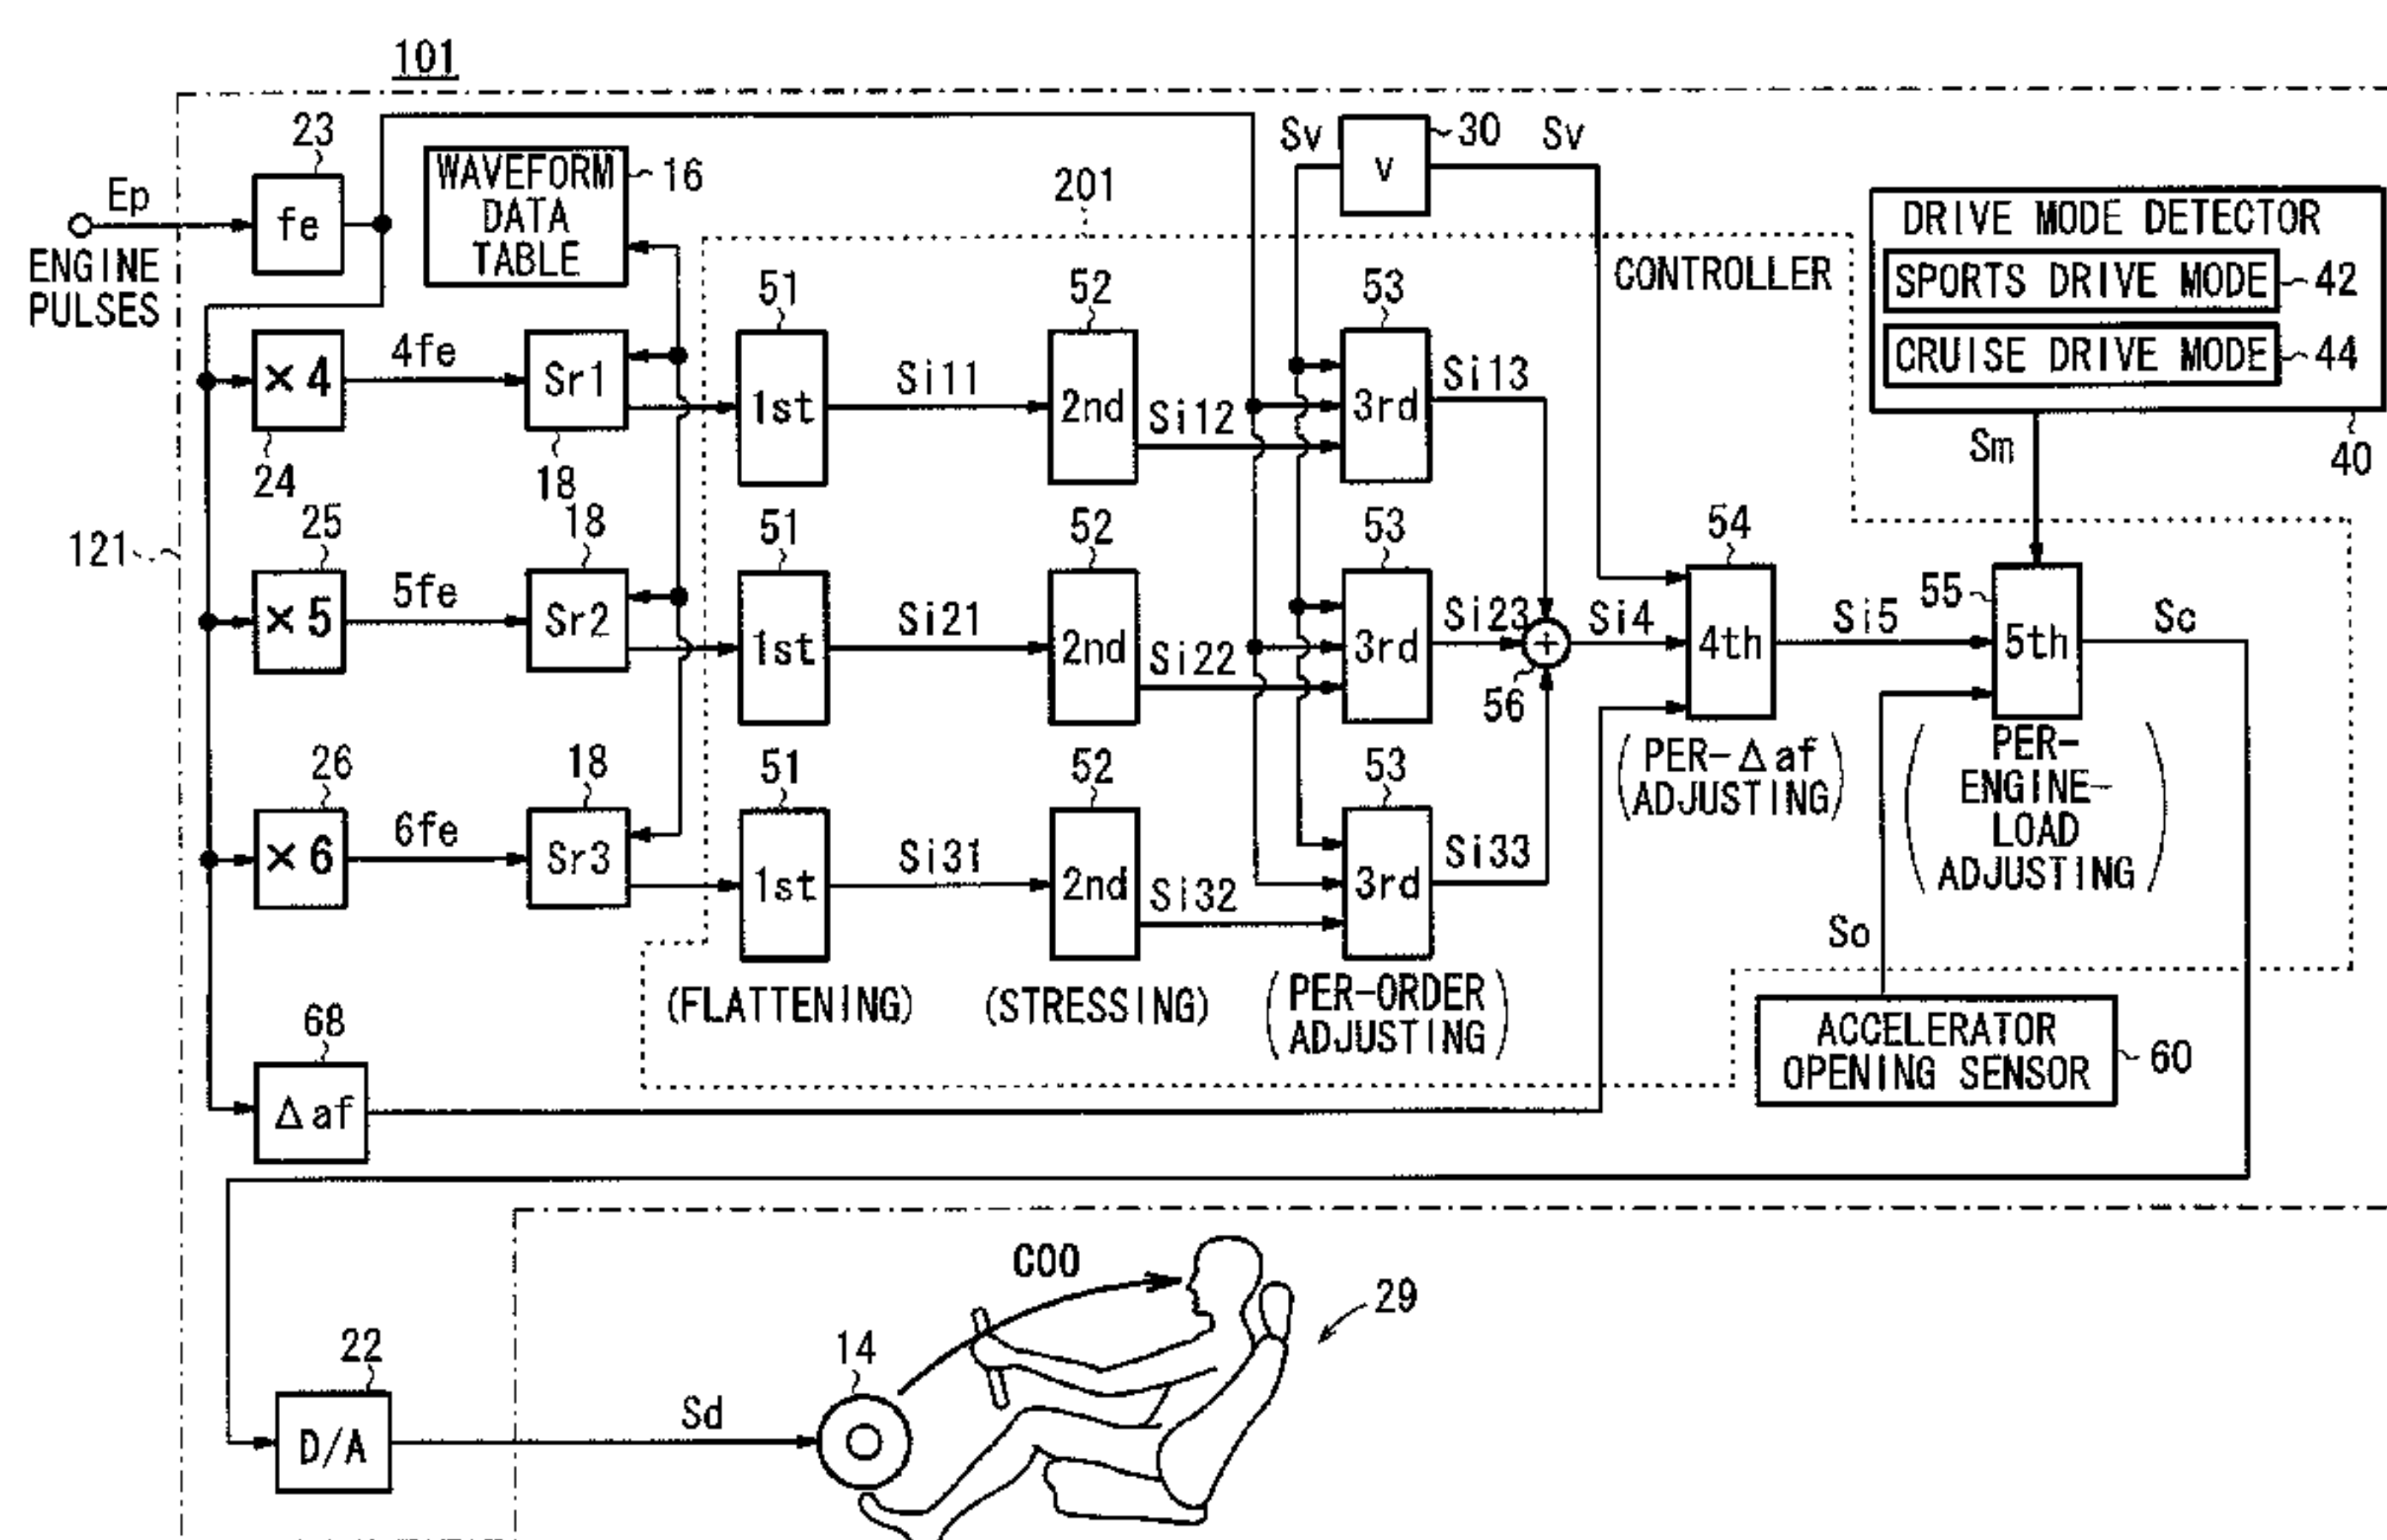 101
23
Ep
ENGINE
PULSES
fe
WAVEFORM
DATA
TABLE
16
201
Sv
V
30
Sv
CONTROLLER
DRIVE MODE DETECTOR
SPORTS DRIVE MODE
42
CRUISE DRIVE MODE
44
40
Sm
×4
24
4fe
Sr1
18
51
1st
Si11
52
2nd
Si12
53
3rd
Si13
121
25
×5
5fe
18
Sr2
51
1st
Si21
52
2nd
Si22
53
3rd
Si23
+
56
Si4
54
4th
(PER-Δaf
ADJUSTING)
Si5
55
5th
Sc
(PER-
ENGINE-
LOAD
ADJUSTING)
26
×6
6fe
18
Sr3
51
1st
Si31
52
2nd
Si32
53
3rd
Si33
(FLATTENING)
(STRESSING)
(PER-ORDER
ADJUSTING)
So
ACCELERATOR
OPENING SENSOR
60
68
Δaf
22
D/A
Sd
14
C00
29